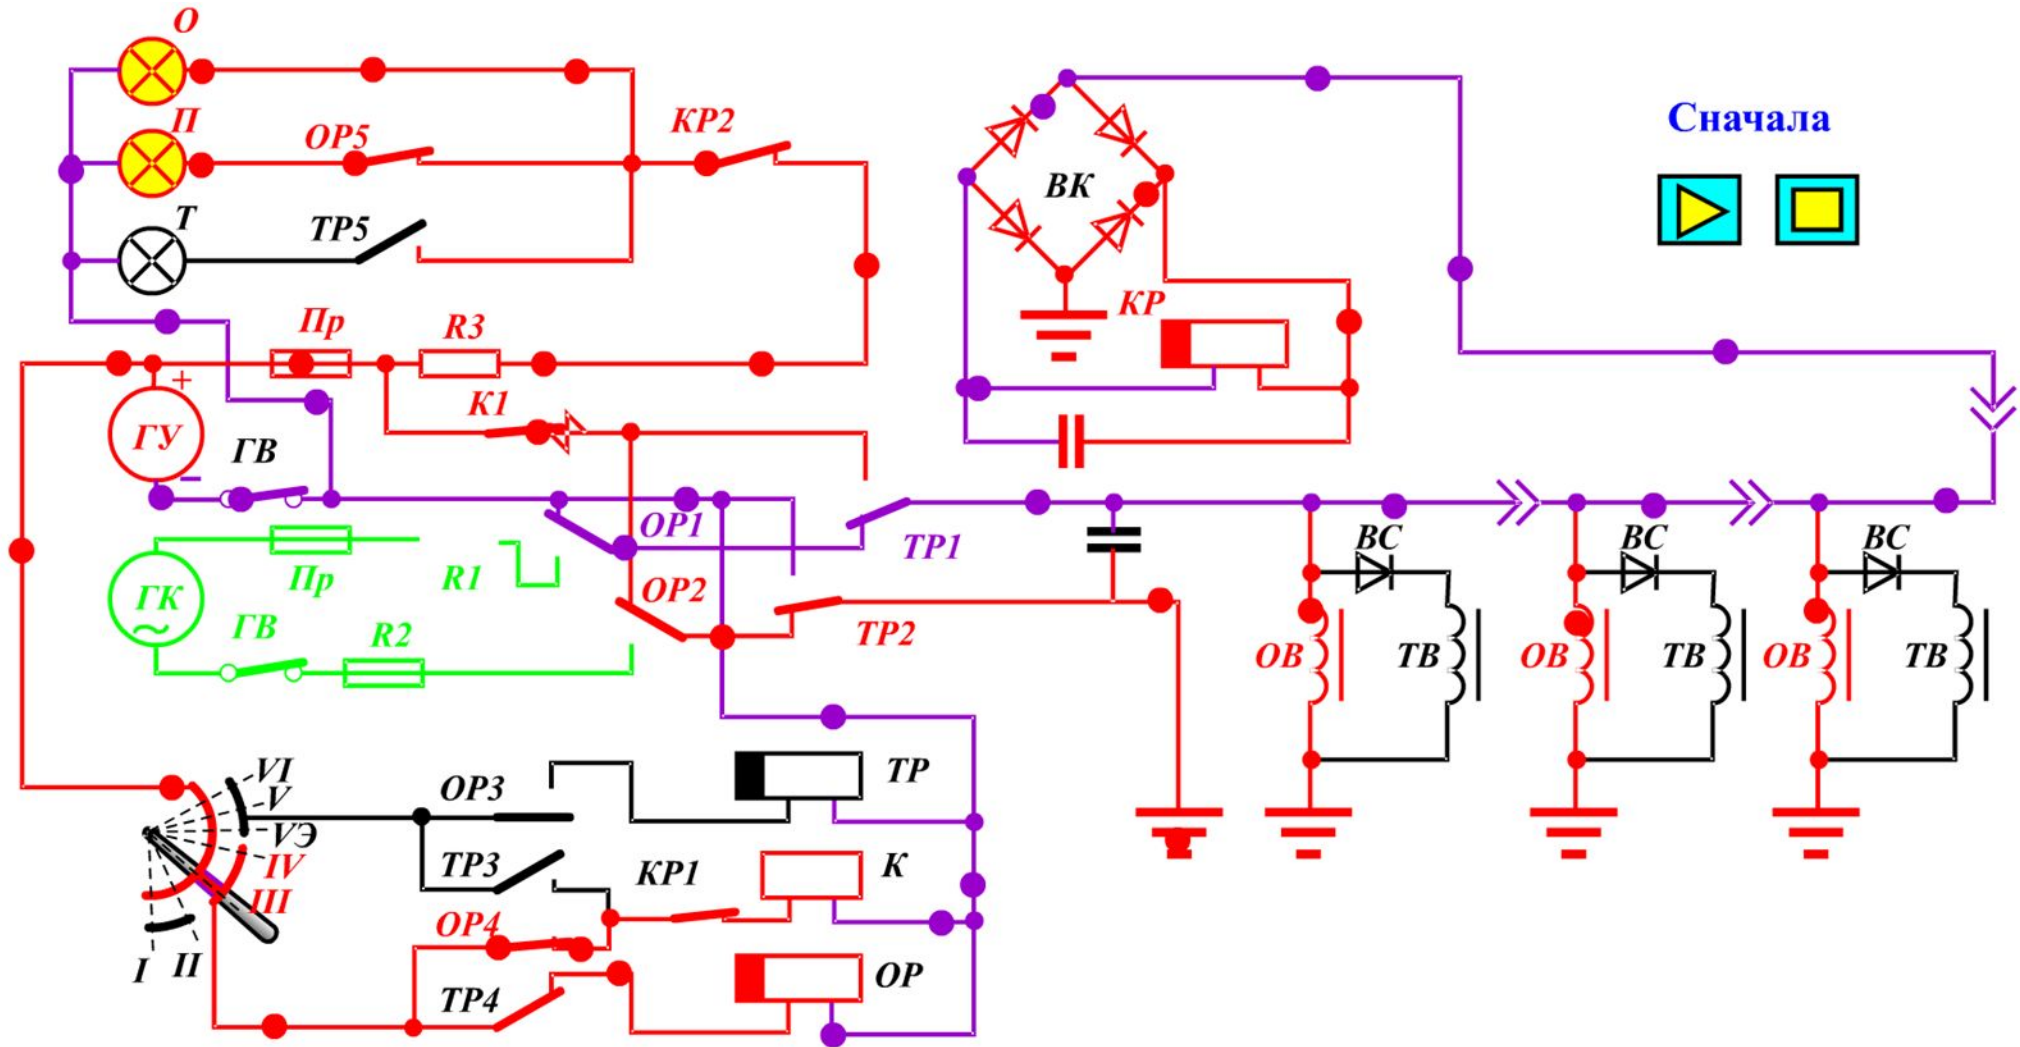 О
П
ОР5
КР2
Т
ТР5
Пр
R3
+
ГУ
К1
ГВ
−
ОР1
ТР1
Пр
R1
ГК
~
ГВ
R2
ОР2
ТР2
ВК
КР
Сначала
ВС
ВС
ВС
ОВ
ТВ
ОВ
ТВ
ОВ
ТВ
VI
V
VЭ
IV
III
II
I
ОР3
ТР
ТР3
КР1
К
ОР4
ТР4
ОР